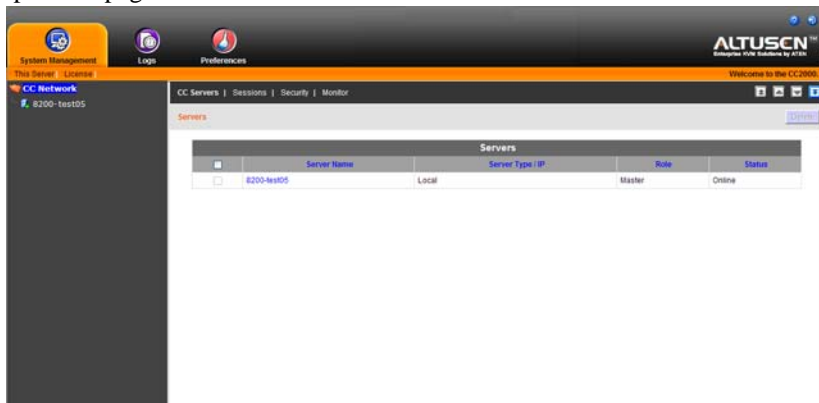 System Management
Logs
Preferences
ALTUSCN™
Enterprise KVM Solutions by ATEN
This Server | License |
Welcome to the CC2000.
CC Network
8200-test05
CC Servers | Sessions | Security | Monitor
Servers
Delete
Servers
Server Name Server Type / IP Role Status
8200-test05 Local Master Online